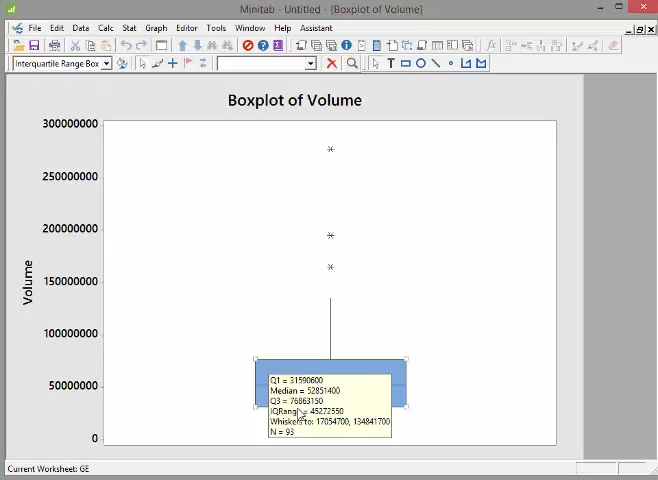 Minitab - Untitled - [Boxplot of Volume]
File Edit Data Calc Stat Graph Editor Tools Window Help Assistant
Interquartile Range Box
Boxplot of Volume
300000000
250000000
200000000
150000000
100000000
50000000
0
Volume
Q1 = 31590600
Median = 52851400
Q3 = 76863150
IQRange = 45272550
Whiskers to: 17054700, 134841700
N = 93
Current Worksheet: GE